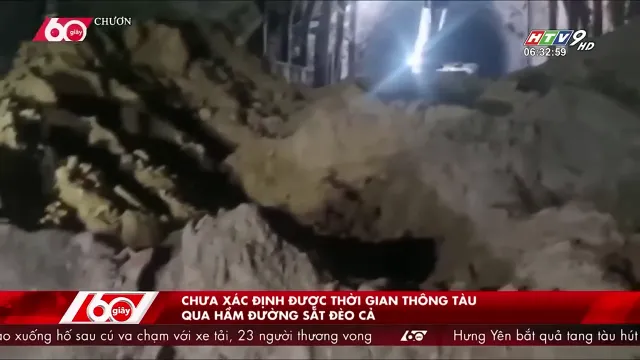 60 giây CHƯƠN
HTV9 HD
06:32:59
60 giây
CHƯA XÁC ĐỊNH ĐƯỢC THỜI GIAN THÔNG TÀU
QUA HẦM ĐƯỜNG SẮT ĐÈO CẢ
ao xuống hố sau cú va chạm với xe tải, 23 người thương vong 60 Hưng Yên bắt quả tang tàu hút